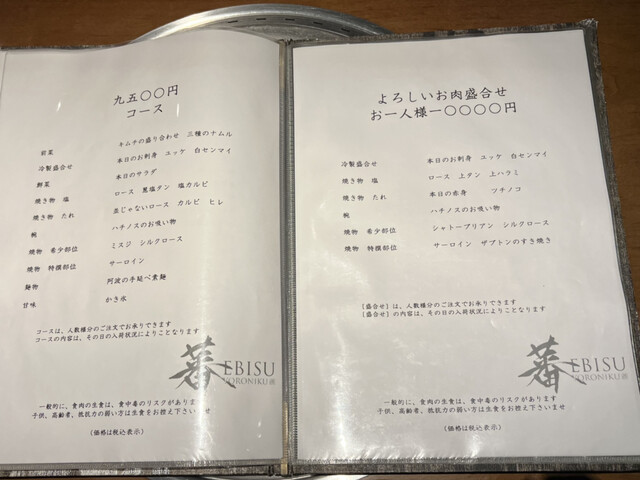 九五〇〇円
コース
前菜 キムチの盛り合わせ 三種のナムル
冷製盛合せ 本日のお刺身 ユッケ 白センマイ
野菜 本日のサラダ
焼き物 塩 ロース 葱塩タン 塩カルビ
焼き物 たれ 並じゃないロース カルビ ヒレ
椀 ハチノスのお吸い物
焼物 希少部位 ミスジ シルクロース
焼物 特撰部位 サーロイン
麺物 阿波の手延べ素麺
甘味 かき氷
コースは、人数様分のご注文でお承りできます
コースの内容は、その日の入荷状況によりことなります
蕃 EBISU
YORONIKU
一般的に、食肉の生食は、食中毒のリスクがあります
子供、高齢者、抵抗力の弱い方は生食をお控え下さいませ
(価格は税込表示)
よろしいお肉盛合せ
お一人様一〇〇〇〇円
冷製盛合せ 本日のお刺身 ユッケ 白センマイ
焼き物 塩 ロース 上タン 上ハラミ
焼き物 たれ 本日の赤身 ツチノコ
椀 ハチノスのお吸い物
焼物 希少部位 シャトーブリアン シルクロース
焼物 特撰部位 サーロイン ザブトンのすき焼き
[盛合せ]は、人数様分のご注文でお承りできます
[盛合せ]の内容は、その日の入荷状況によりことなります
蕃 EBISU
YORONIKU
一般的に、食肉の生食は、食中毒のリスクがあります
子供、高齢者、抵抗力の弱い方は生食をお控え下さいませ
(価格は税込表示)